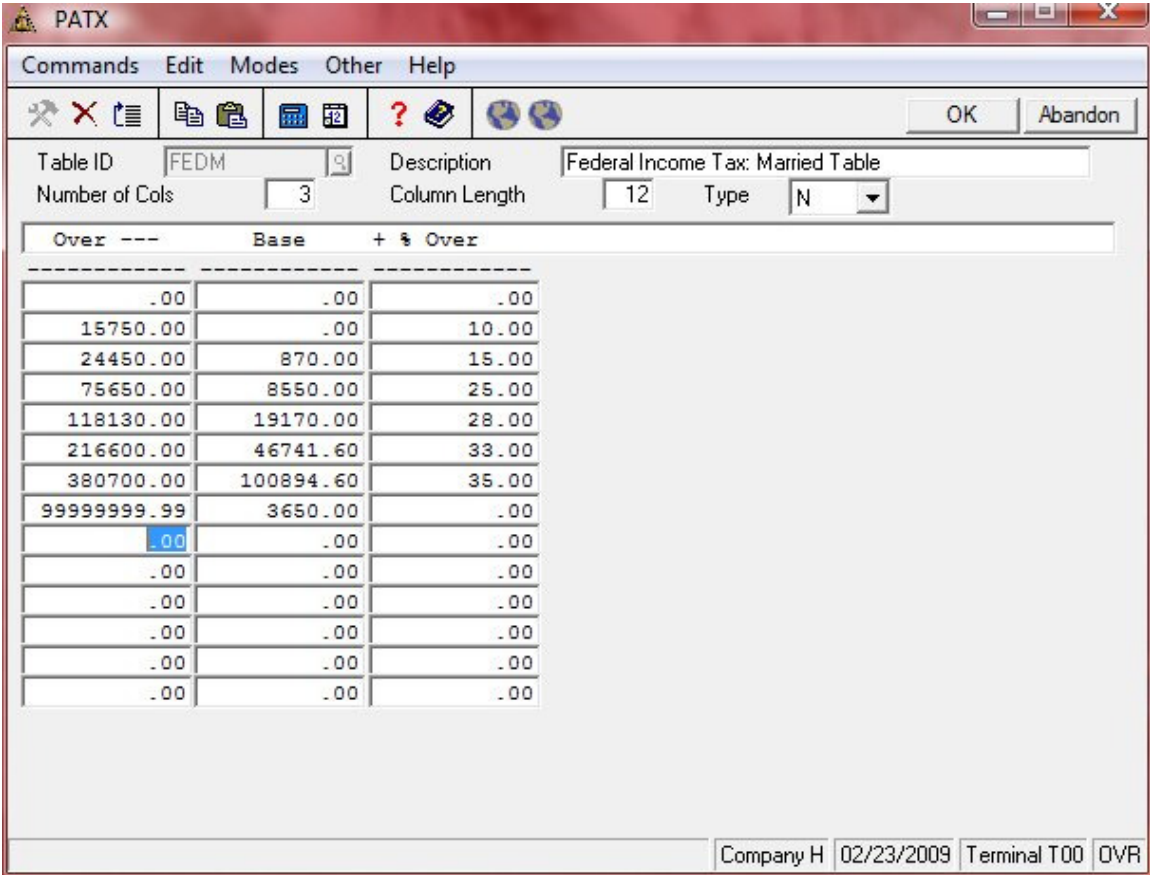 PATX
Commands Edit Modes Other Help
OK Abandon
Table ID FEDM Description Federal Income Tax: Married Table
Number of Cols 3 Column Length 12 Type N
Over --- Base + % Over
------------ ------------ ------------
.00 .00 .00
15750.00 .00 10.00
24450.00 870.00 15.00
75650.00 8550.00 25.00
118130.00 19170.00 28.00
216600.00 46741.60 33.00
380700.00 100894.60 35.00
99999999.99 3650.00 .00
.00 .00 .00
.00 .00 .00
.00 .00 .00
.00 .00 .00
.00 .00 .00
.00 .00 .00
Company H 02/23/2009 Terminal T00 OVR